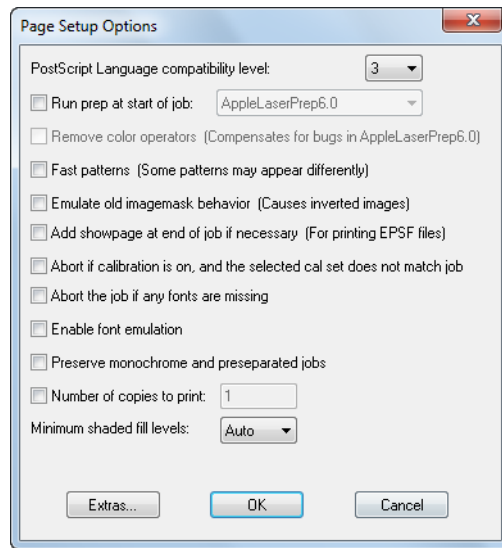 Page Setup Options
PostScript Language compatibility level: 3
Run prep at start of job: AppleLaserPrep6.0
Remove color operators (Compensates for bugs in AppleLaserPrep6.0)
Fast patterns (Some patterns may appear differently)
Emulate old imagemask behavior (Causes inverted images)
Add showpage at end of job if necessary (For printing EPSF files)
Abort if calibration is on, and the selected cal set does not match job
Abort the job if any fonts are missing
Enable font emulation
Preserve monochrome and preseparated jobs
Number of copies to print: 1
Minimum shaded fill levels: Auto
Extras... OK Cancel